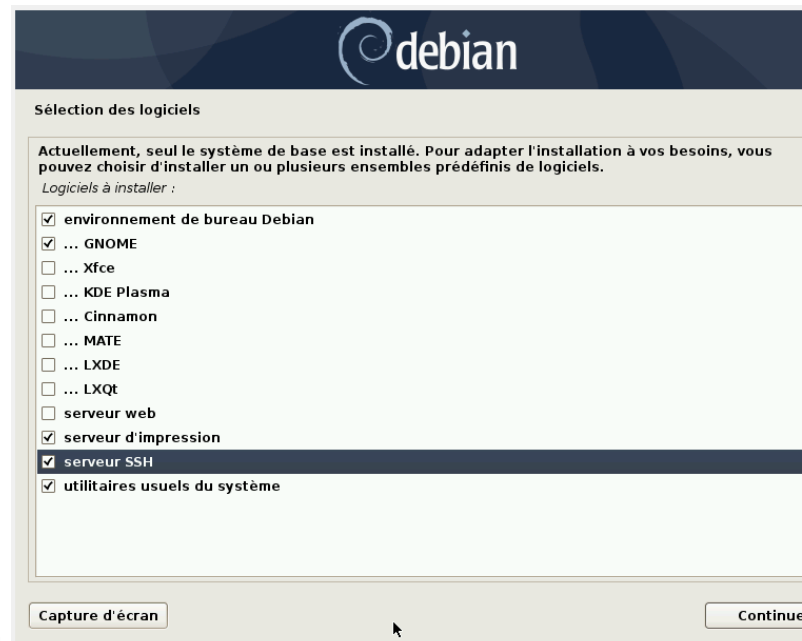 debian
Sélection des logiciels
Actuellement, seul le système de base est installé. Pour adapter l'installation à vos besoins, vous
pouvez choisir d'installer un ou plusieurs ensembles prédéfinis de logiciels.
Logiciels à installer :
environnement de bureau Debian
... GNOME
... Xfce
... KDE Plasma
... Cinnamon
... MATE
... LXDE
... LXQt
serveur web
serveur d'impression
serveur SSH
utilitaires usuels du système
Capture d'écran
Continue